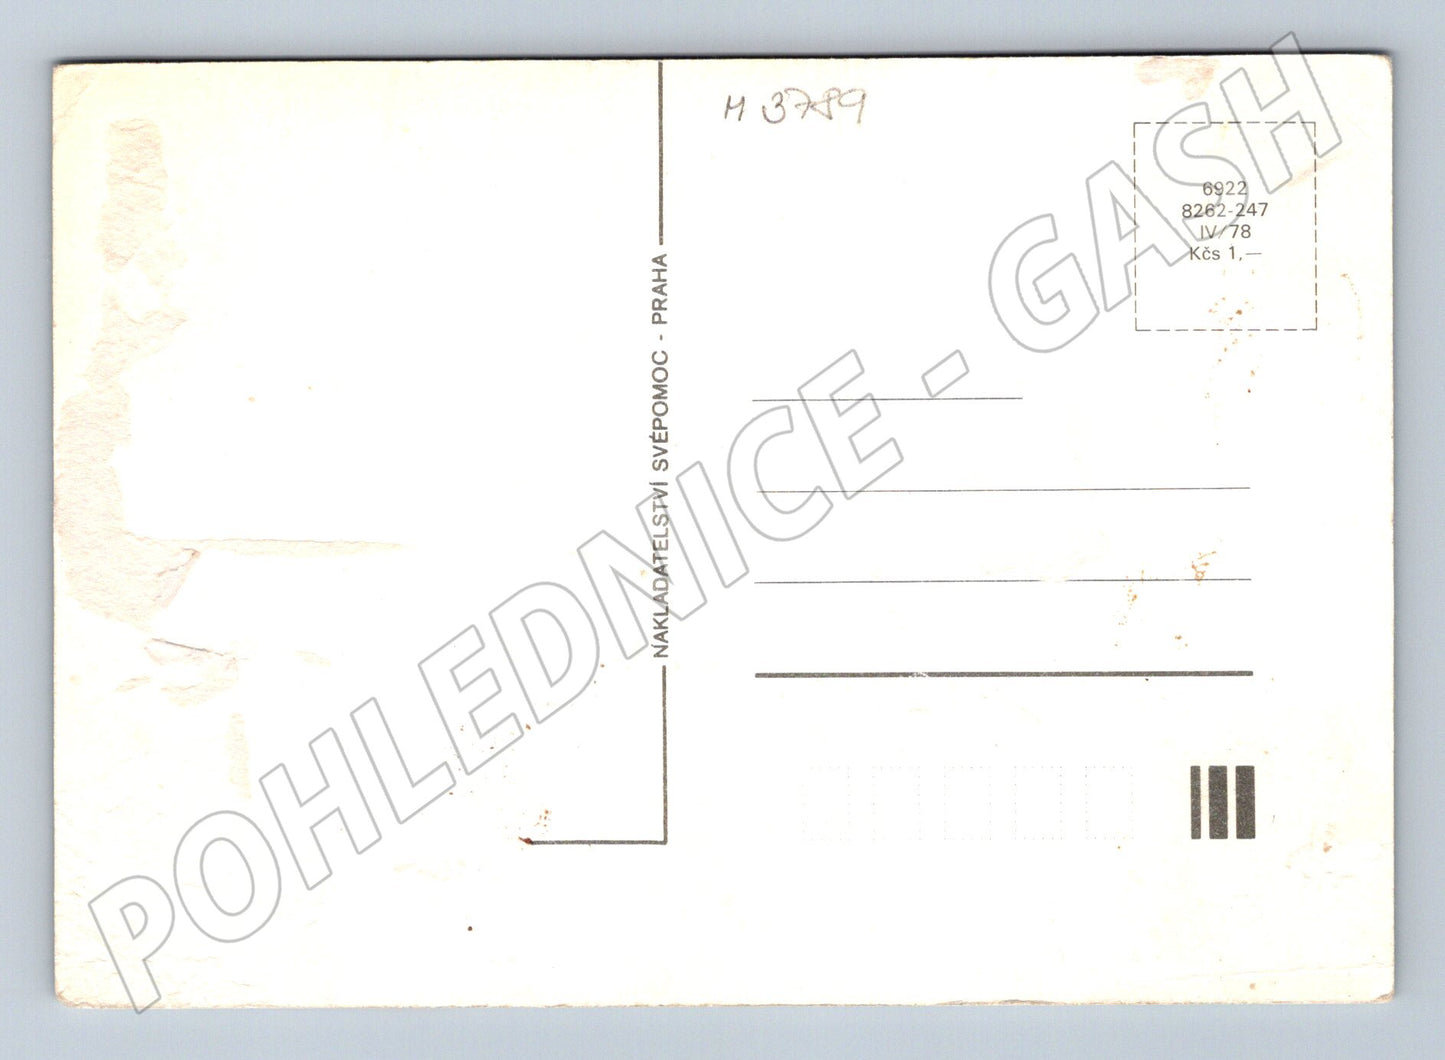 M 3789
6922
8262-247
IV/78
Kčs 1,—
NAKLADATELSTVÍ SVÉPOMOC - PRAHA
POHLEDNICE - GASH